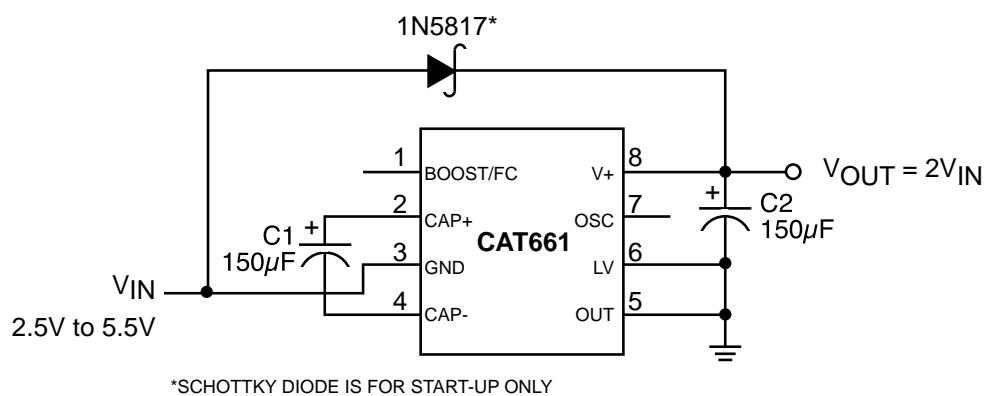 1N5817*
1 BOOST/FC V+ 8
VOUT = 2VIN
2 CAP+ OSC 7
+ C1 150µF
CAT661
+ C2 150µF
3 GND LV 6
VIN
2.5V to 5.5V
4 CAP- OUT 5
*SCHOTTKY DIODE IS FOR START-UP ONLY